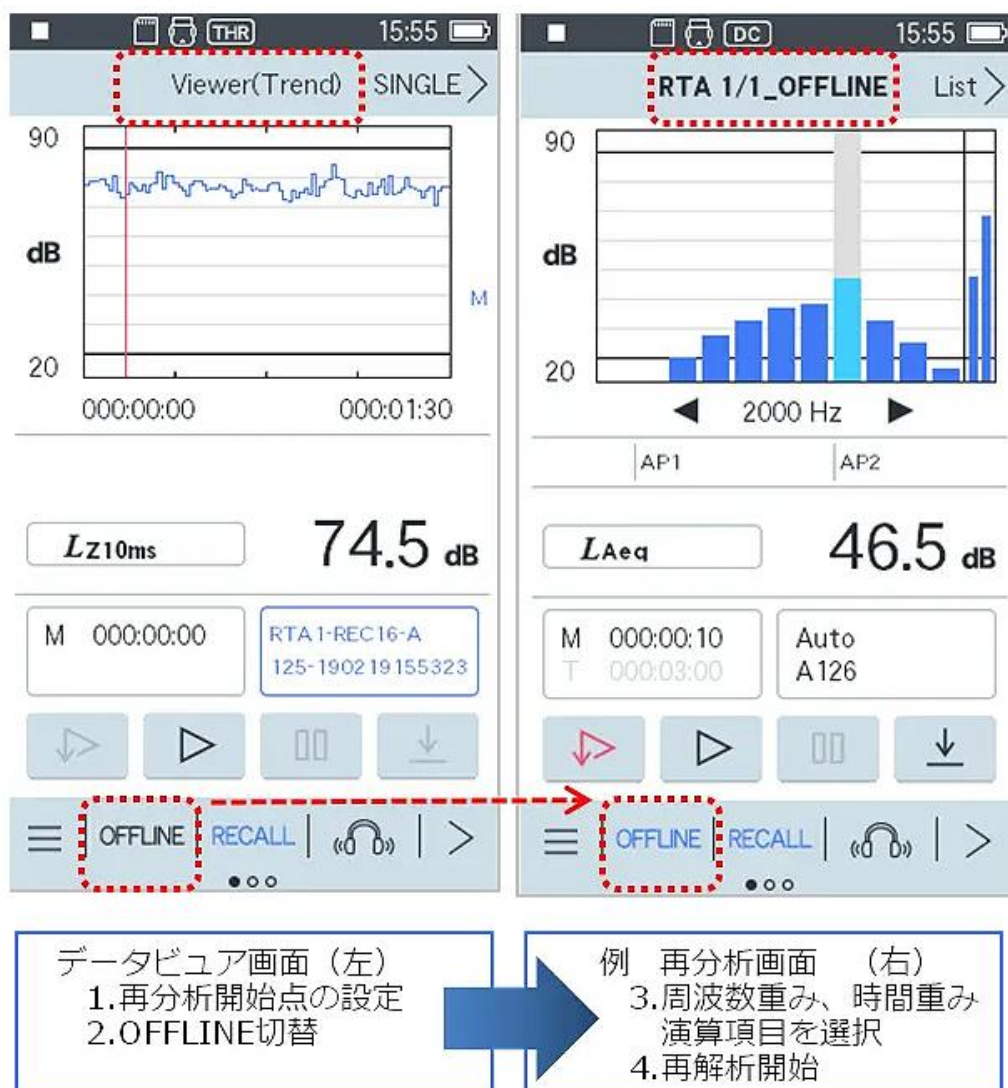 THR 15:55
Viewer(Trend) SINGLE >
90
dB
M
20
000:00:00 000:01:30
LZ10ms 74.5 dB
M 000:00:00
RTA1-REC16-A
125-190219155323
OFFLINE RECALL
DC 15:55
RTA 1/1_OFFLINE List >
90
dB
20
◀ 2000 Hz ▶
AP1 AP2
LAeq 46.5 dB
M 000:00:10
T 000:03:00
Auto
A126
OFFLINE RECALL
データビュア画面（左）
1.再分析開始点の設定
2.OFFLINE切替
例 再分析画面 （右）
3.周波数重み、時間重み
演算項目を選択
4.再解析開始